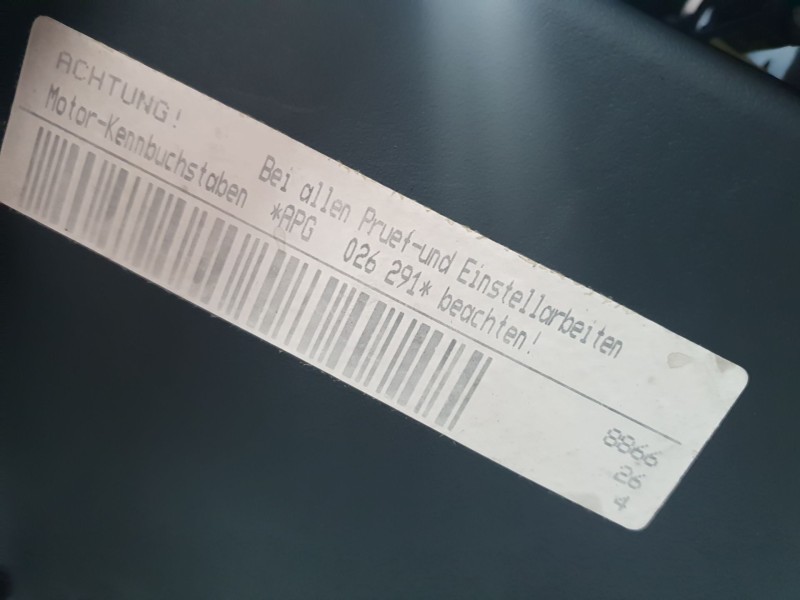 ACHTUNG! Bei allen Pruef-und Einstellarbeiten
Motor-Kennbuchstaben *APG 026 291* beachten!
8866
26
4